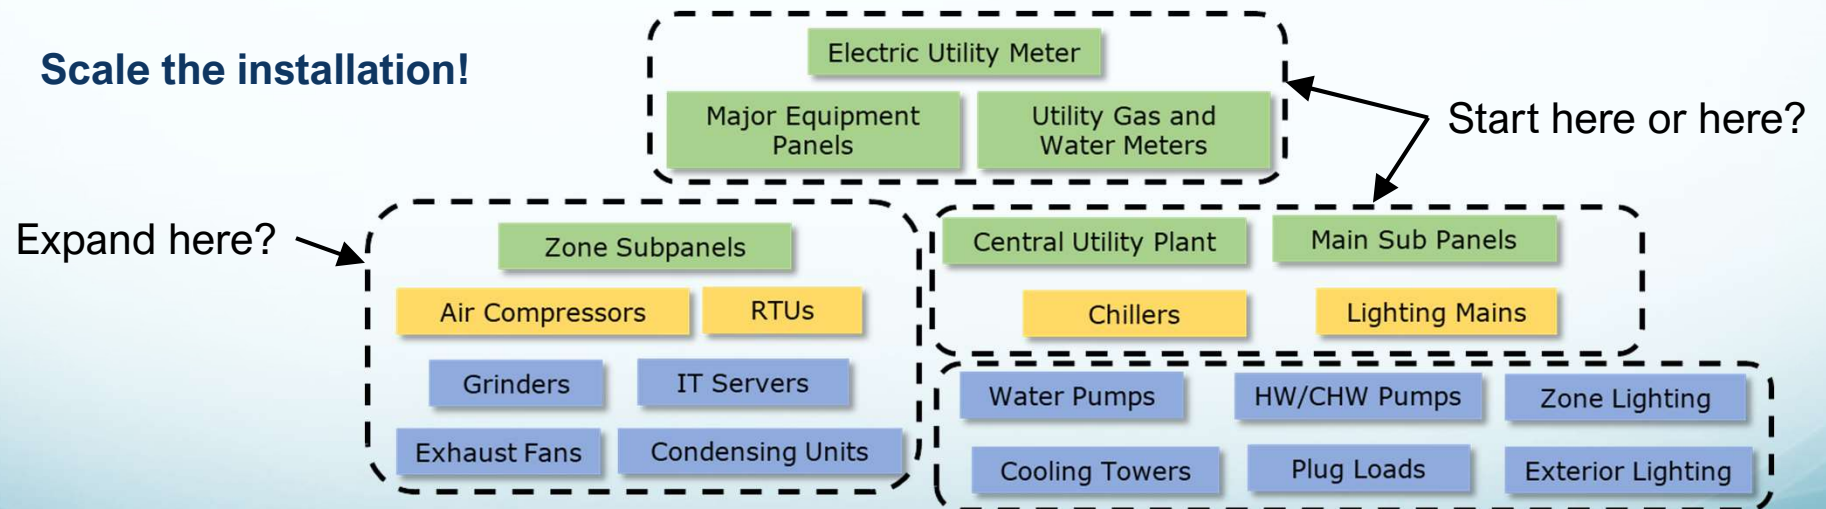 Scale the installation!
Electric Utility Meter
Major Equipment
Panels
Utility Gas and
Water Meters
Start here or here?
Expand here?
Zone Subpanels
Air Compressors
RTUs
Grinders
IT Servers
Exhaust Fans
Condensing Units
Central Utility Plant
Main Sub Panels
Chillers
Lighting Mains
Water Pumps
HW/CHW Pumps
Zone Lighting
Cooling Towers
Plug Loads
Exterior Lighting